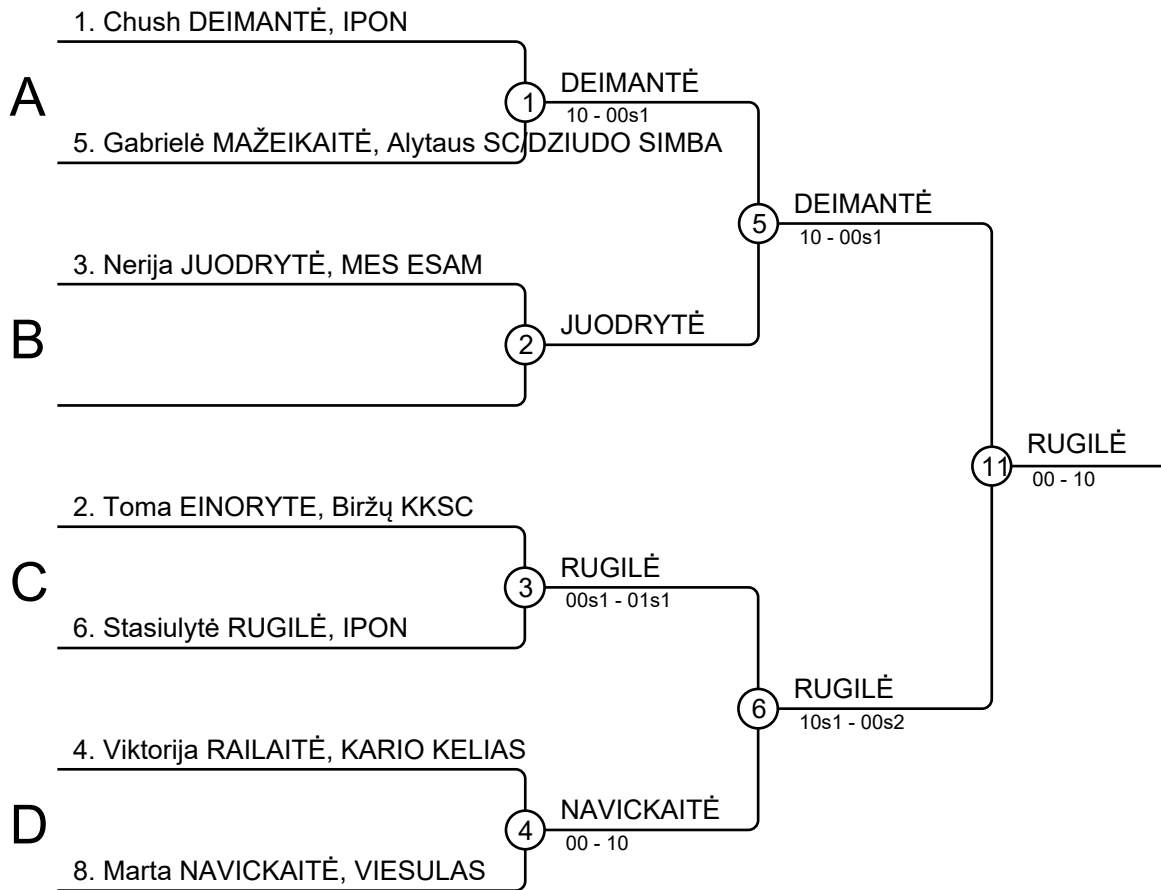 1. Chush DEIMANTĖ, IPON
A
1
DEIMANTĖ
10 - 00s1
5. Gabrielė MAŽEIKAITĖ, Alytaus SC/DZIUDO SIMBA
5
DEIMANTĖ
10 - 00s1
3. Nerija JUODRYTĖ, MES ESAM
B
2
JUODRYTĖ
11
RUGILĖ
00 - 10
2. Toma EINORYTE, Biržų KKSC
C
3
RUGILĖ
00s1 - 01s1
6. Stasiulytė RUGILĖ, IPON
6
RUGILĖ
10s1 - 00s2
4. Viktorija RAILAITĖ, KARIO KELIAS
D
4
NAVICKAITĖ
00 - 10
8. Marta NAVICKAITĖ, VIESULAS